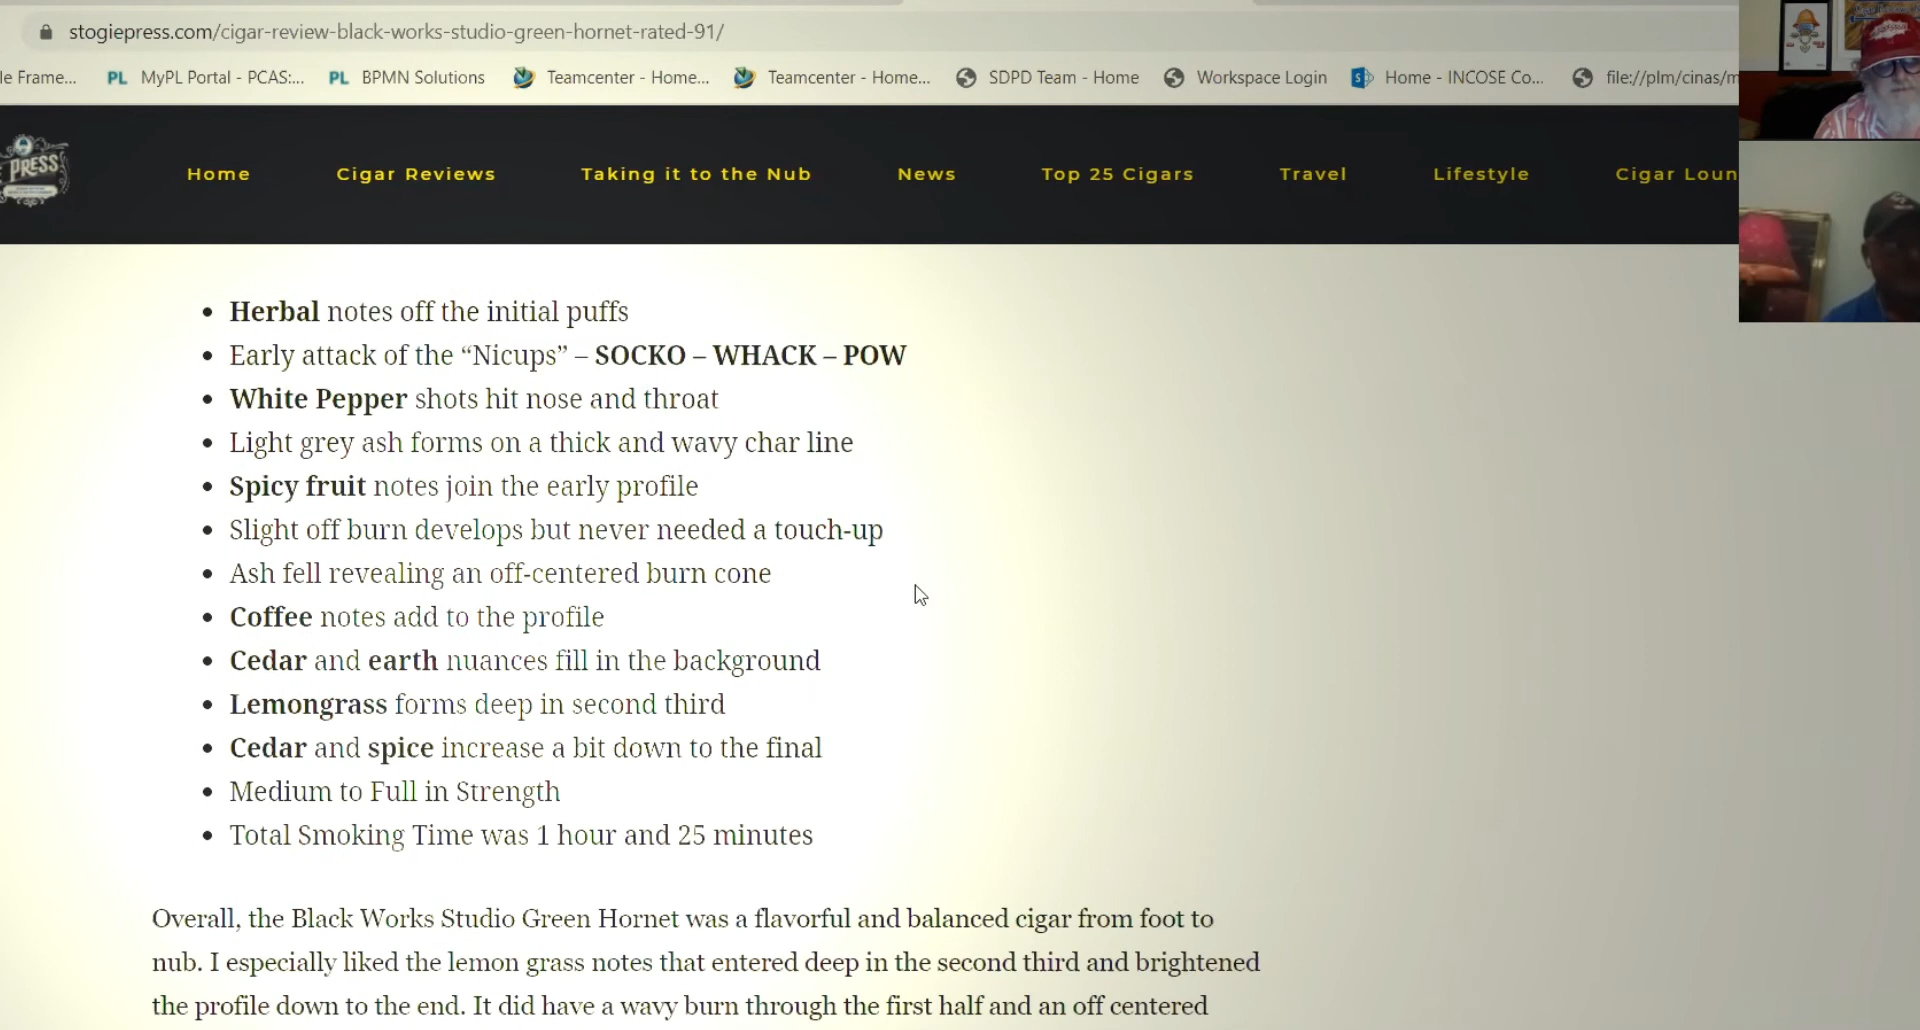 stogiepress.com/cigar-review-black-works-studio-green-hornet-rated-91/
le Frame... PL MyPL Portal - PCAS:... PL BPMN Solutions Teamcenter - Home... Teamcenter - Home... SDPD Team - Home Workspace Login Home - INCOSE Co... file://plm/cinas/m
PRESS
Home Cigar Reviews Taking it to the Nub News Top 25 Cigars Travel Lifestyle Cigar Loun
• Herbal notes off the initial puffs
• Early attack of the “Nicups” – SOCKO – WHACK – POW
• White Pepper shots hit nose and throat
• Light grey ash forms on a thick and wavy char line
• Spicy fruit notes join the early profile
• Slight off burn develops but never needed a touch-up
• Ash fell revealing an off-centered burn cone
• Coffee notes add to the profile
• Cedar and earth nuances fill in the background
• Lemongrass forms deep in second third
• Cedar and spice increase a bit down to the final
• Medium to Full in Strength
• Total Smoking Time was 1 hour and 25 minutes
Overall, the Black Works Studio Green Hornet was a flavorful and balanced cigar from foot to
nub. I especially liked the lemon grass notes that entered deep in the second third and brightened
the profile down to the end. It did have a wavy burn through the first half and an off centered